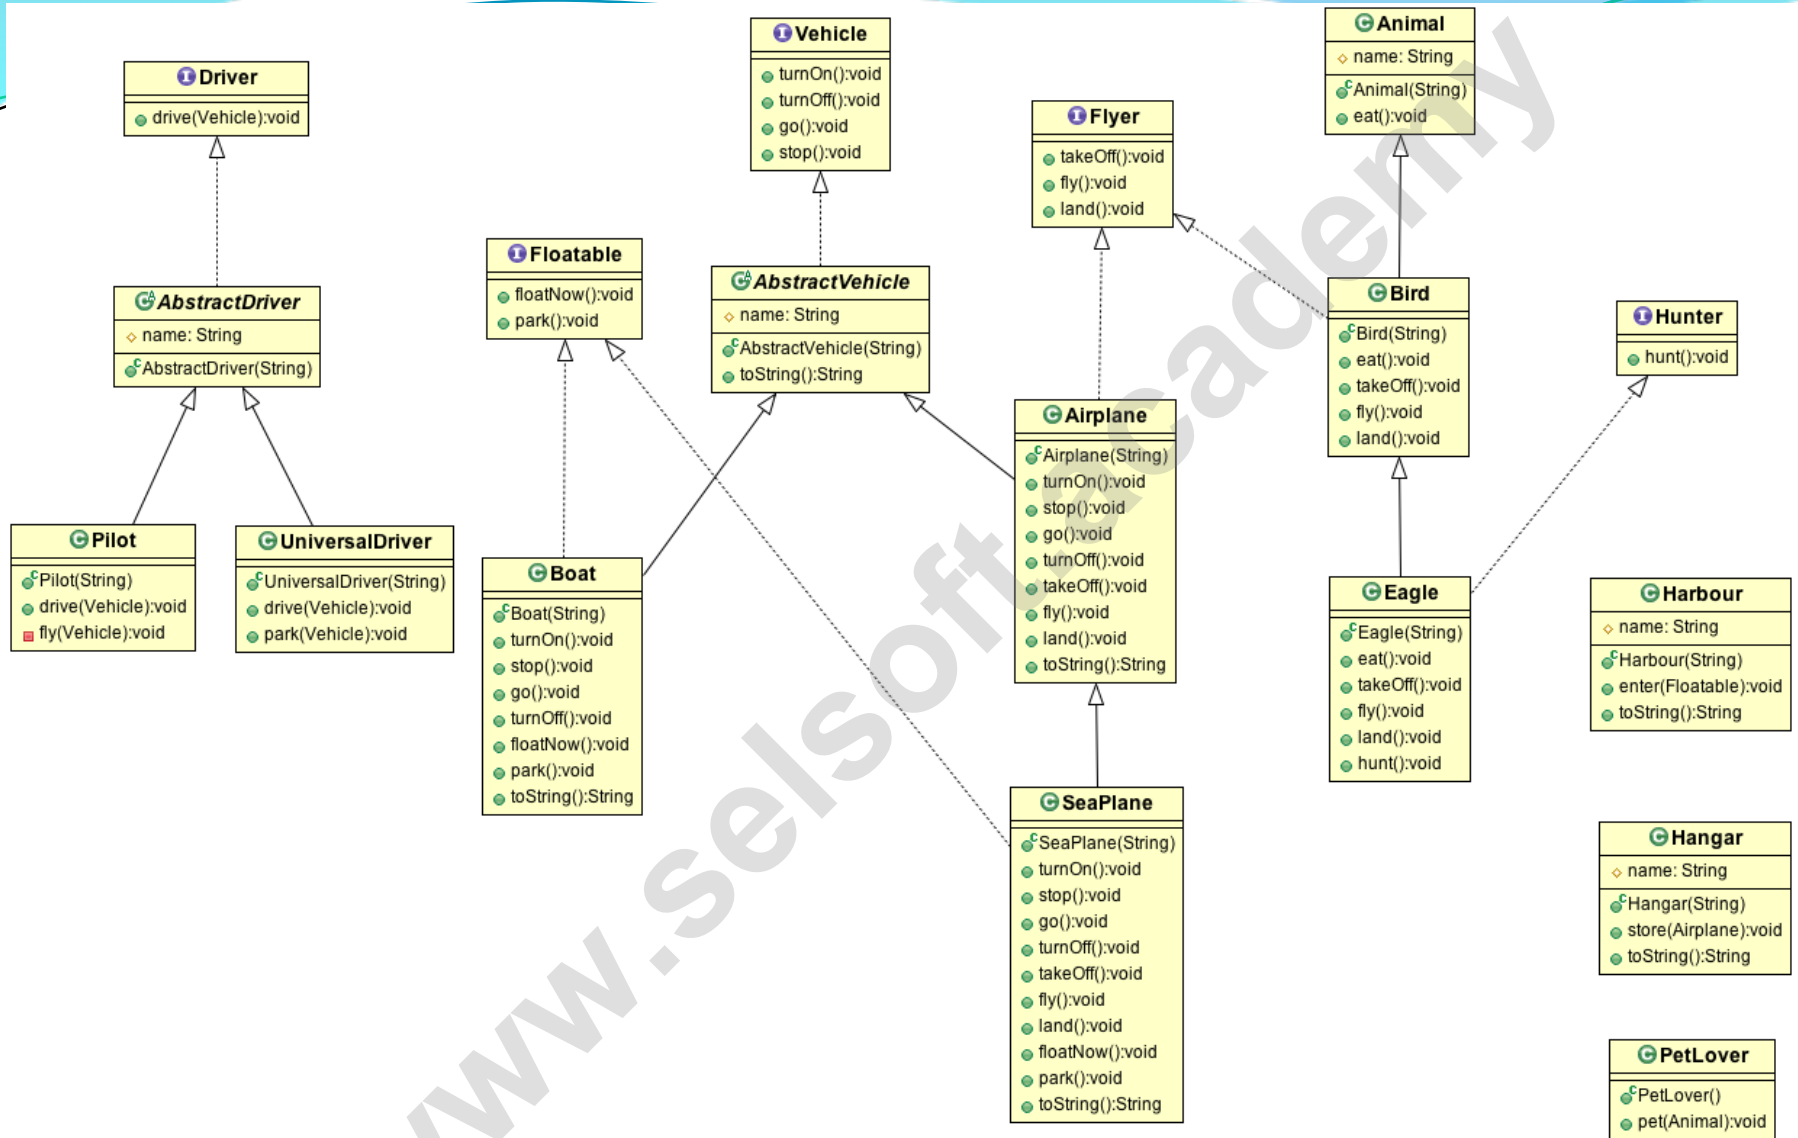 Driver
drive(Vehicle):void
AbstractDriver
name: String
AbstractDriver(String)
Pilot
Pilot(String)
drive(Vehicle):void
fly(Vehicle):void
UniversalDriver
UniversalDriver(String)
drive(Vehicle):void
park(Vehicle):void
Floatable
floatNow():void
park():void
Vehicle
turnOn():void
turnOff():void
go():void
stop():void
AbstractVehicle
name: String
AbstractVehicle(String)
toString():String
Boat
Boat(String)
turnOn():void
stop():void
go():void
turnOff():void
floatNow():void
park():void
toString():String
Flyer
takeOff():void
fly():void
land():void
Airplane
Airplane(String)
turnOn():void
stop():void
go():void
turnOff():void
takeOff():void
fly():void
land():void
toString():String
SeaPlane
SeaPlane(String)
turnOn():void
stop():void
go():void
turnOff():void
takeOff():void
fly():void
land():void
floatNow():void
park():void
toString():String
Animal
name: String
Animal(String)
eat():void
Bird
Bird(String)
eat():void
takeOff():void
fly():void
land():void
Eagle
Eagle(String)
eat():void
takeOff():void
fly():void
land():void
hunt():void
Hunter
hunt():void
Harbour
name: String
Harbour(String)
enter(Floatable):void
toString():String
Hangar
name: String
Hangar(String)
store(Airplane):void
toString():String
PetLover
PetLover()
pet(Animal):void
www.selsoft.academy